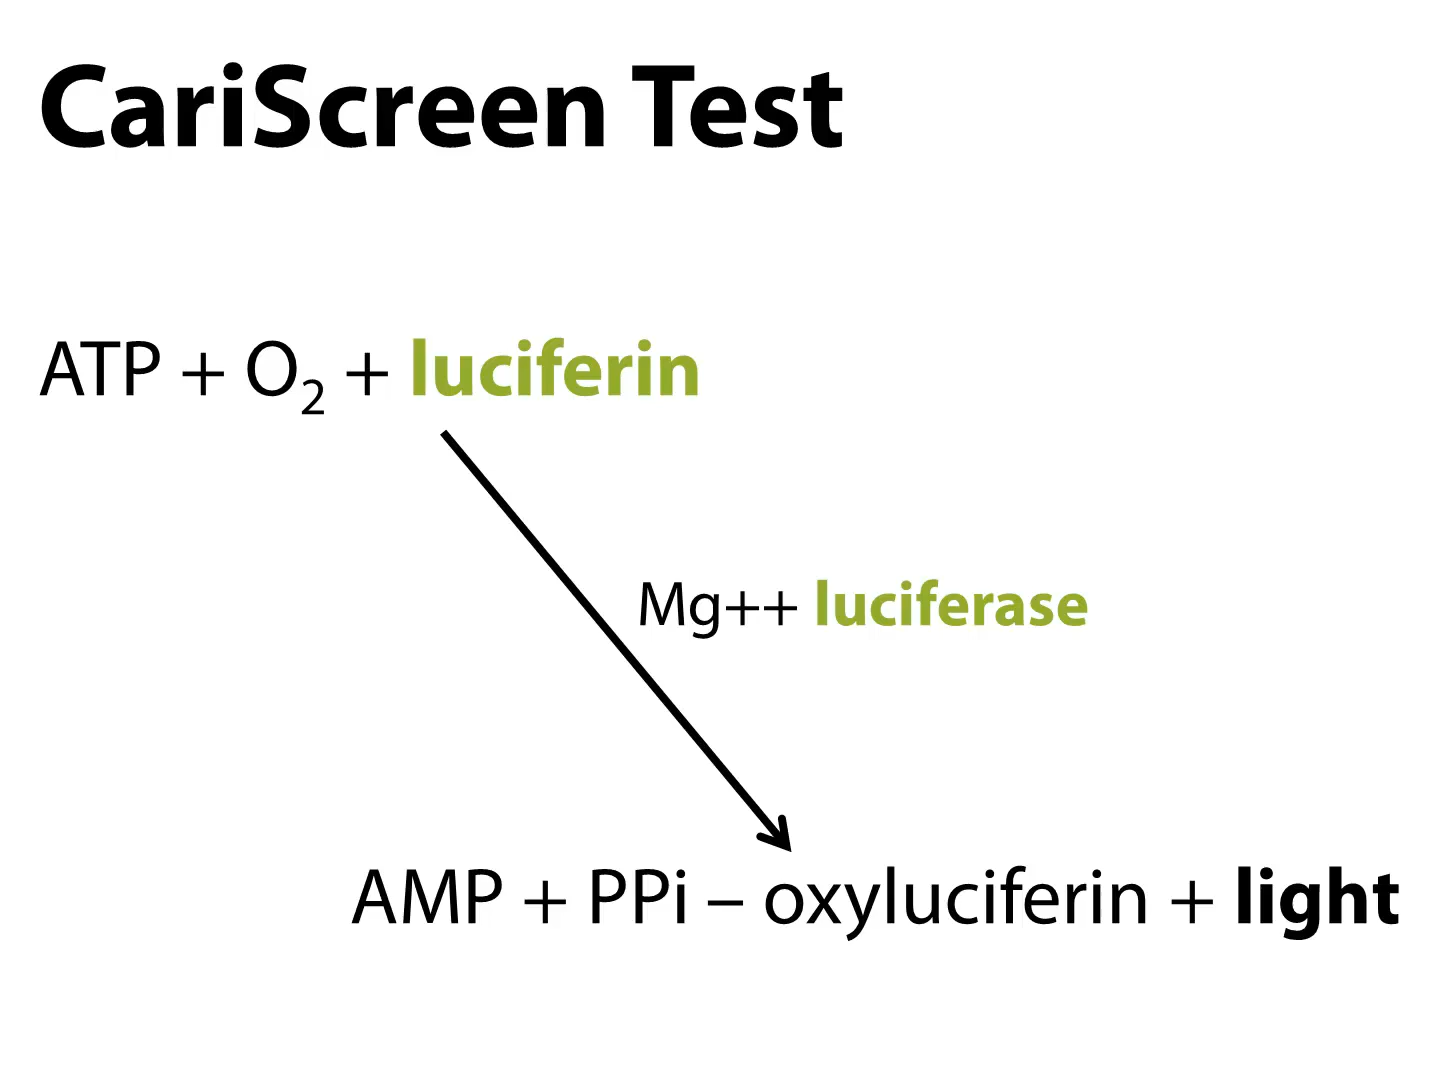 CariScreen Test
ATP + O₂ + luciferin
Mg++ luciferase
AMP + PPi – oxyluciferin + light